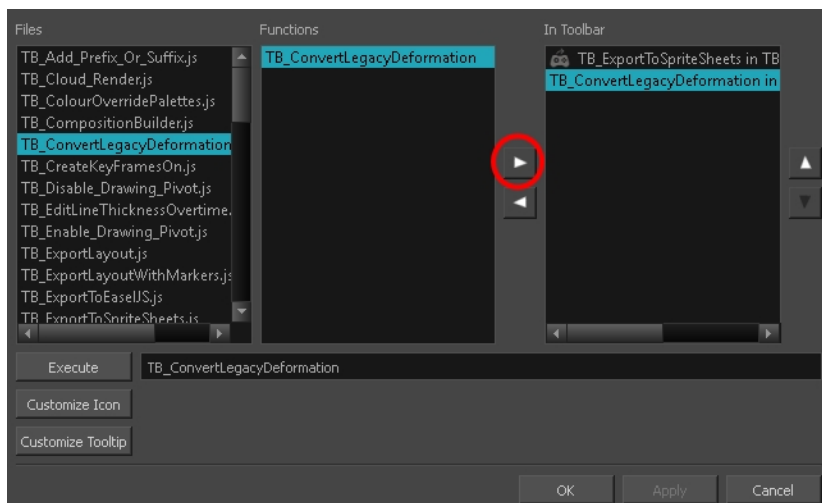 Files
Functions
In Toolbar
TB_Add_Prefix_Or_Suffix.js
TB_Cloud_Render.js
TB_ColourOverridePalettes.js
TB_CompositionBuilder.js
TB_ConvertLegacyDeformation
TB_CreateKeyFramesOn.js
TB_Disable_Drawing_Pivot.js
TB_EditLineThicknessOvertime.
TB_Enable_Drawing_Pivot.js
TB_ExportLayout.js
TB_ExportLayoutWithMarkers.js
TB_ExportToEaselJS.js
TB_ExportToSpriteSheets.js
TB_ConvertLegacyDeformation
TB_ExportToSpriteSheets in TB
TB_ConvertLegacyDeformation in
Execute
TB_ConvertLegacyDeformation
Customize Icon
Customize Tooltip
OK
Apply
Cancel